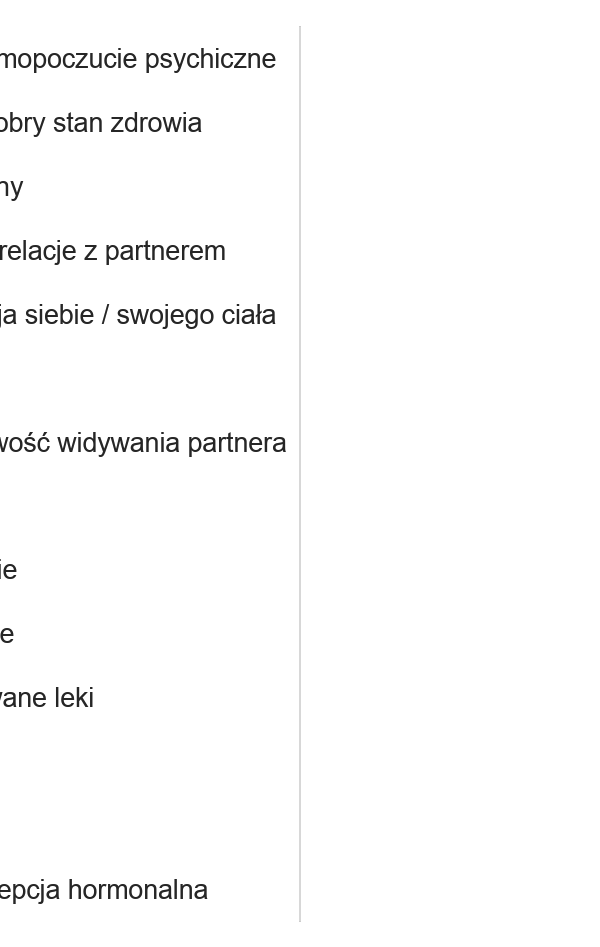 mopoczucie psychiczne
obry stan zdrowia
ny
relacje z partnerem
ja siebie / swojego ciała
wość widywania partnera
ie
e
wane leki
epcja hormonalna